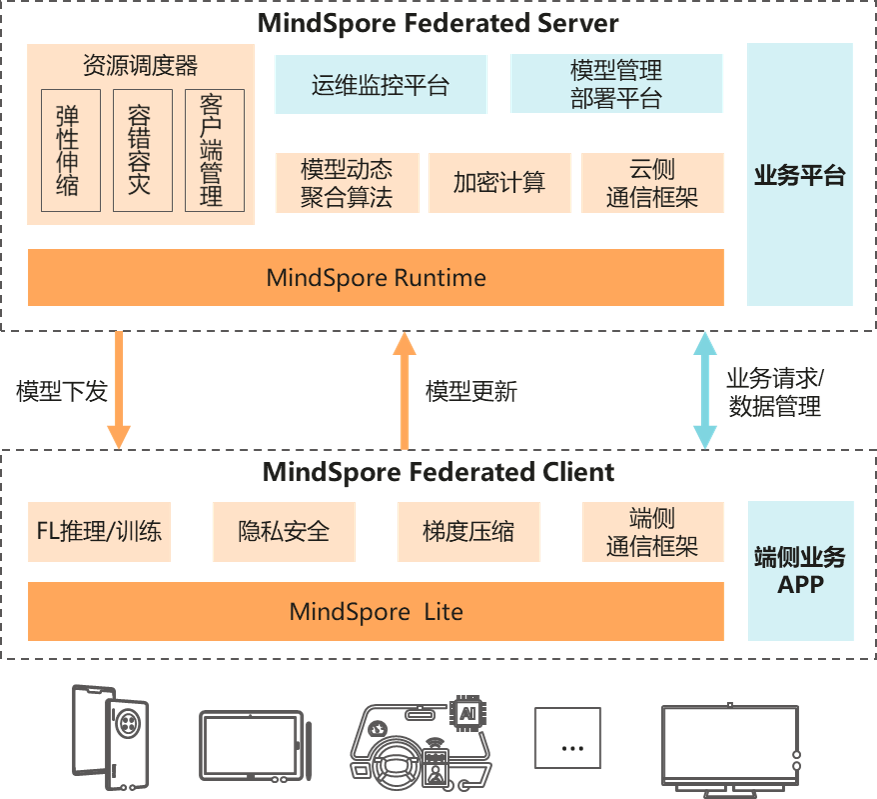 MindSpore Federated Server
资源调度器
弹性伸缩
容错容灾
客户端管理
运维监控平台
模型管理
部署平台
模型动态
聚合算法
加密计算
云侧
通信框架
业务平台
MindSpore Runtime
模型下发
模型更新
业务请求/
数据管理
MindSpore Federated Client
FL推理/训练
隐私安全
梯度压缩
端侧
通信框架
端侧业务
APP
MindSpore Lite
AI
...